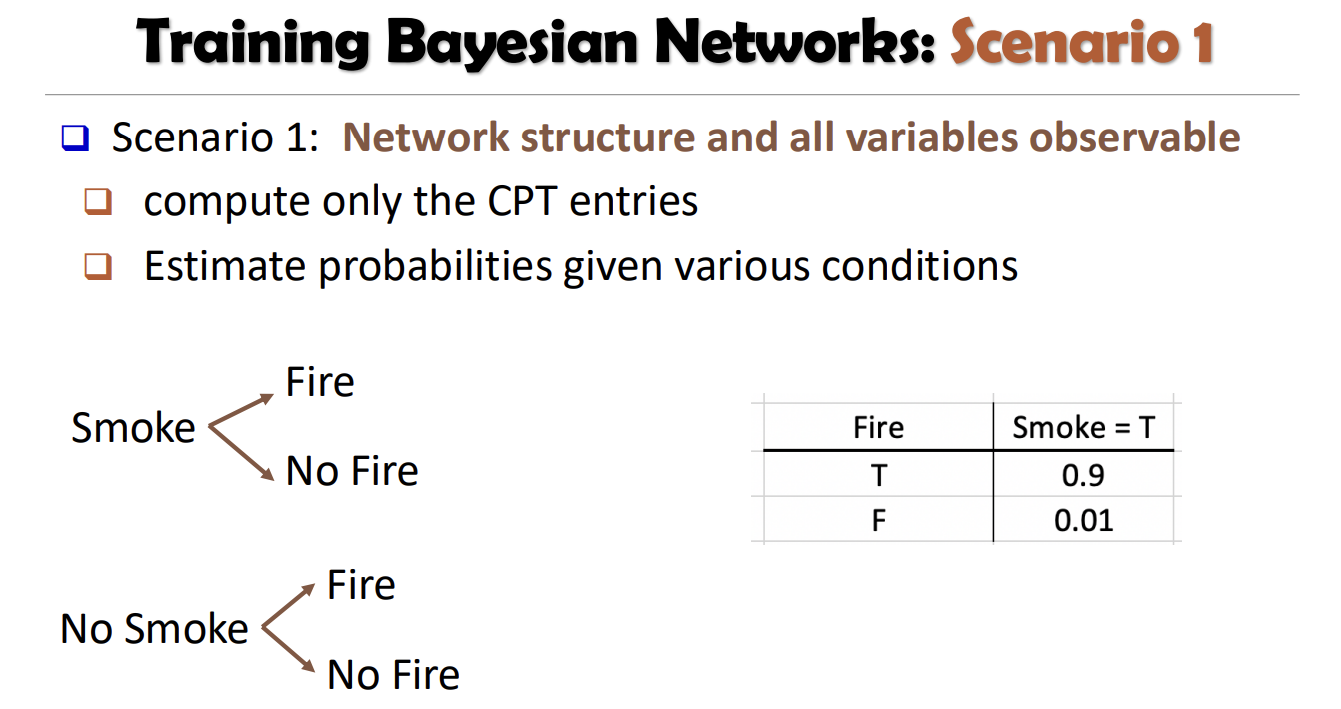 Training Bayesian Networks: Scenario 1
Scenario 1: Network structure and all variables observable
compute only the CPT entries
Estimate probabilities given various conditions
Fire
Smoke
No Fire
Fire
No Smoke
No Fire
Fire Smoke = T
T 0.9
F 0.01